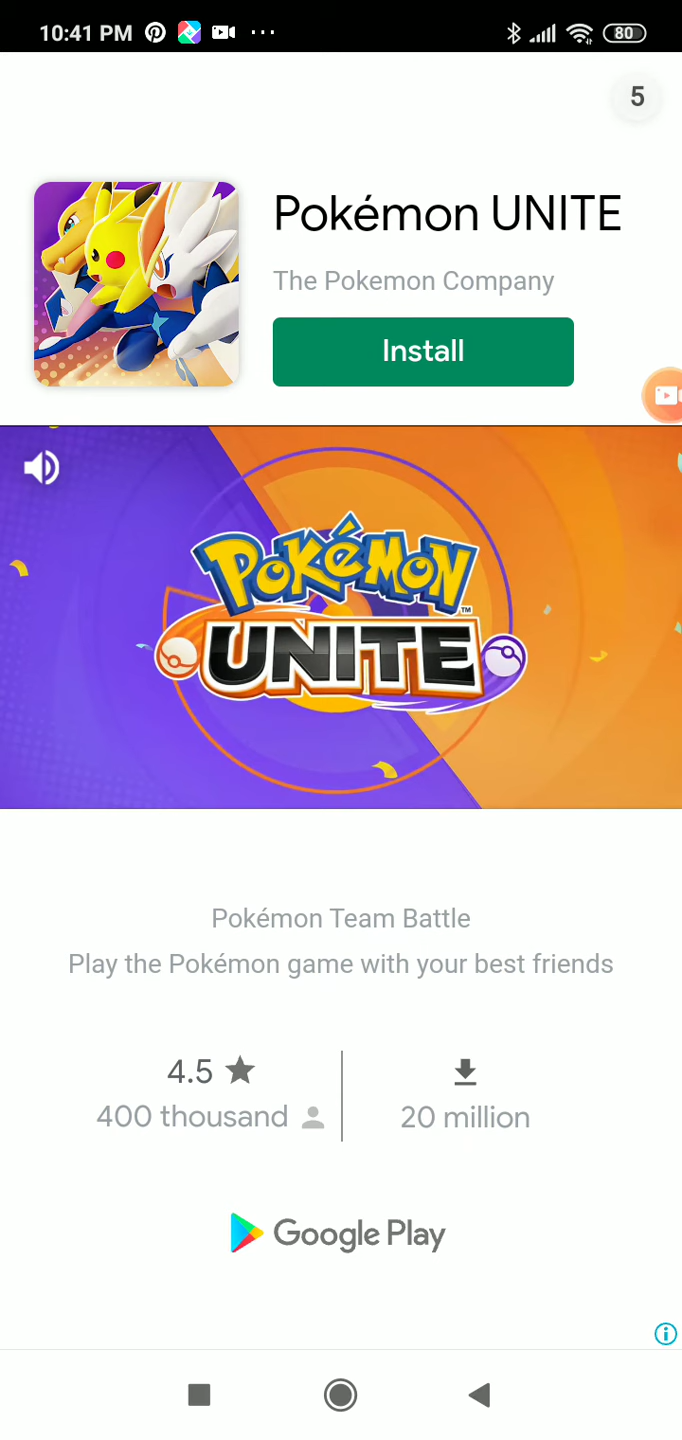 10:41 PM
80
5
Pokémon UNITE
The Pokemon Company
Install
POKéMON
TM
UNITE
Pokémon Team Battle
Play the Pokémon game with your best friends
4.5
400 thousand
20 million
Google Play